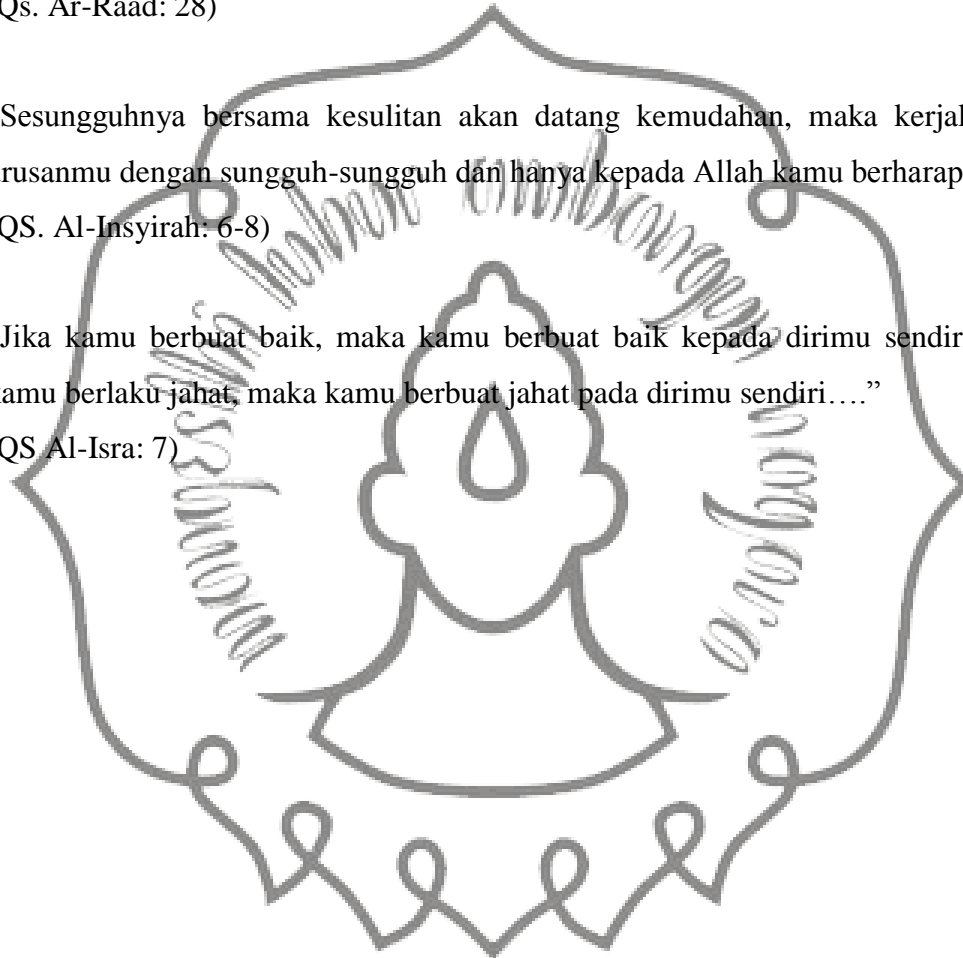 Qs. Ar-Raad: 28)
Sesungguhnya bersama kesulitan akan datang kemudahan, maka kerjak
rusanmu dengan sungguh-sungguh dan hanya kepada Allah kamu berharap
QS. Al-Insyirah: 6-8)
Jika kamu berbuat baik, maka kamu berbuat baik kepada dirimu sendir
kamu berlaku jahat, maka kamu berbuat jahat pada dirimu sendiri….”
QS Al-Isra: 7)